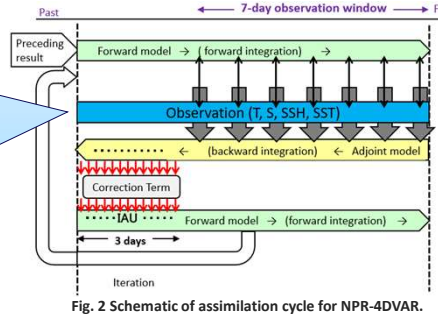 Past
7-day observation window
F
Preceding
result
Forward model → ( forward integration) →
Observation (T, S, SSH, SST)
··········· ← (backward integration) ← Adjoint model
Correction Term
·····IAU····· Forward model → (forward integration) →
3 days
Iteration
Fig. 2 Schematic of assimilation cycle for NPR-4DVAR.